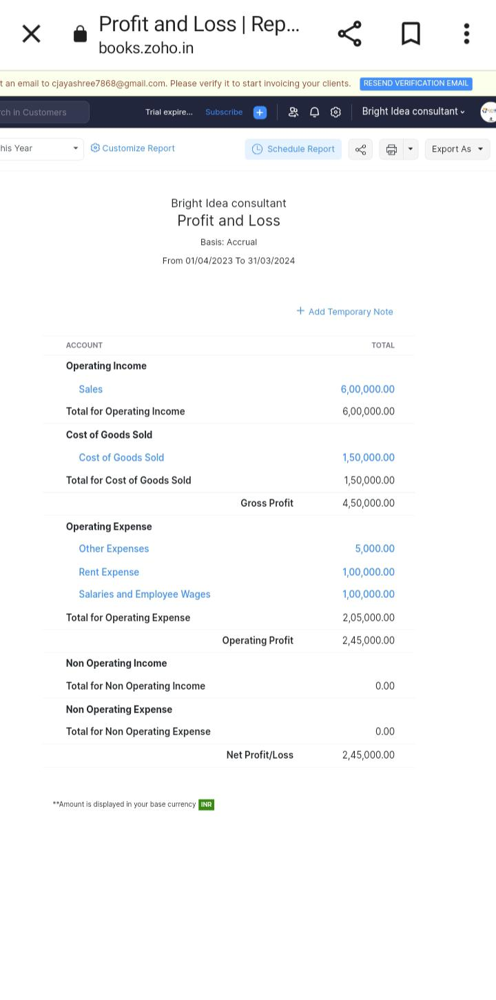 Profit and Loss | Rep...
books.zoho.in
t an email to cjayashree7868@gmail.com. Please verify it to start invoicing your clients. RESEND VERIFICATION EMAIL
rch in Customers Trial expire... Subscribe Bright Idea consultant
his Year Customize Report Schedule Report Export As
Bright Idea consultant
Profit and Loss
Basis: Accrual
From 01/04/2023 To 31/03/2024
+ Add Temporary Note
ACCOUNT TOTAL
Operating Income
Sales 6,00,000.00
Total for Operating Income 6,00,000.00
Cost of Goods Sold
Cost of Goods Sold 1,50,000.00
Total for Cost of Goods Sold 1,50,000.00
Gross Profit 4,50,000.00
Operating Expense
Other Expenses 5,000.00
Rent Expense 1,00,000.00
Salaries and Employee Wages 1,00,000.00
Total for Operating Expense 2,05,000.00
Operating Profit 2,45,000.00
Non Operating Income
Total for Non Operating Income 0.00
Non Operating Expense
Total for Non Operating Expense 0.00
Net Profit/Loss 2,45,000.00
**Amount is displayed in your base currency INR